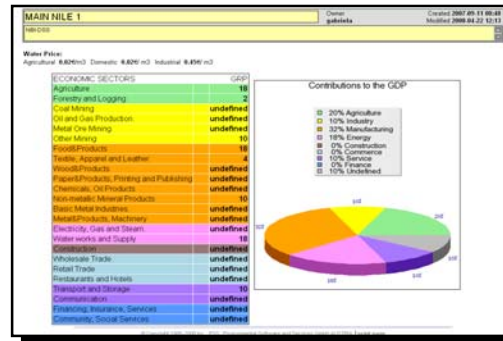 MAIN NILE 1
Owner gabriela
Created 2007-09-11 00:48
Modified 2008-04-22 12:13
NBI DSS
Water Price:
Agricultural 0.02€/m3 Domestic 0.02€/ m3 Industrial 0.45€/ m3
ECONOMIC SECTORS GRP
Agriculture 18
Forestry and Logging 2
Coal Mining undefined
Oil and Gas Production undefined
Metal Ore Mining undefined
Other Mining 10
Food&Products 18
Textile, Apparel and Leather 4
Wood&Products undefined
Paper&Products, Printing and Publishing undefined
Chemicals, Oil Products undefined
Non-metallic Mineral Products 10
Basic Metal Industries undefined
Metal&Products, Machinery undefined
Electricity, Gas and Steam undefined
Water works and Supply 18
Construction undefined
Wholesale Trade undefined
Retail Trade undefined
Restaurants and Hotels undefined
Transport and Storage 10
Communication undefined
Financing, Insurance, Services undefined
Community, Social Services undefined
Contributions to the GDP
20% Agriculture
10% Industry
32% Manufacturing
18% Energy
0% Construction
0% Commerce
10% Service
0% Finance
10% Undefined